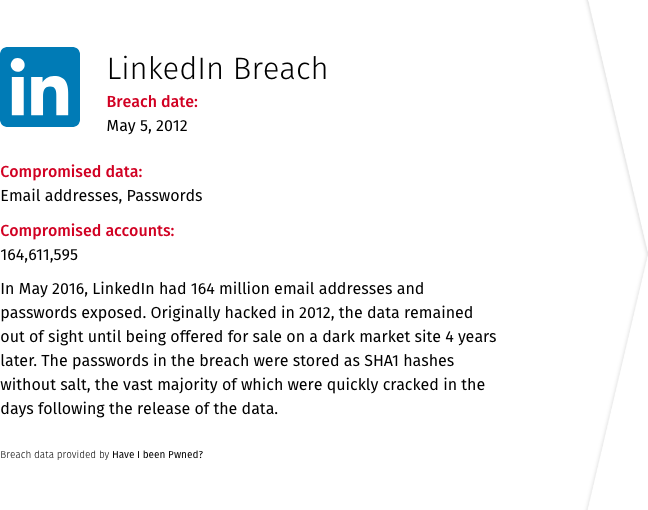 in
LinkedIn Breach
Breach date:
May 5, 2012
Compromised data:
Email addresses, Passwords
Compromised accounts:
164,611,595
In May 2016, LinkedIn had 164 million email addresses and
passwords exposed. Originally hacked in 2012, the data remained
out of sight until being offered for sale on a dark market site 4 years
later. The passwords in the breach were stored as SHA1 hashes
without salt, the vast majority of which were quickly cracked in the
days following the release of the data.
Breach data provided by Have I been Pwned?